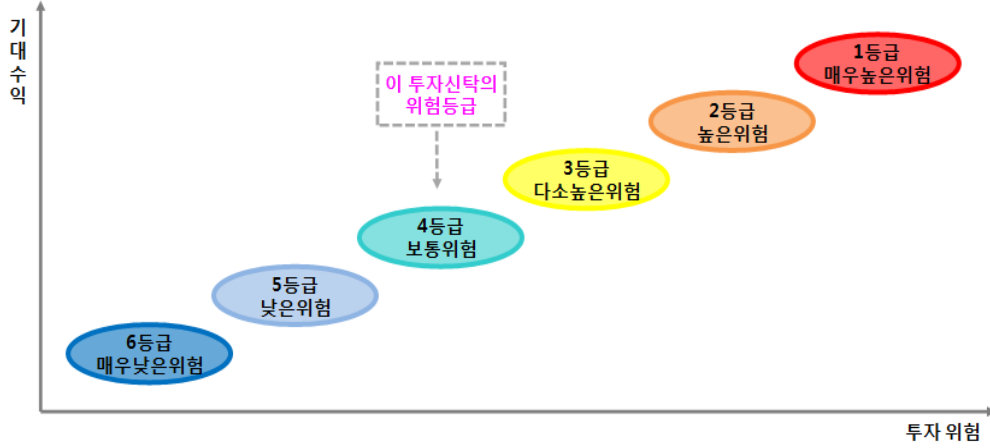 기
대
수
익
1등급
매우높은위험
이 투자신탁의
위험등급
2등급
높은위험
3등급
다소높은위험
4등급
보통위험
5등급
낮은위험
6등급
매우낮은위험
투자 위험